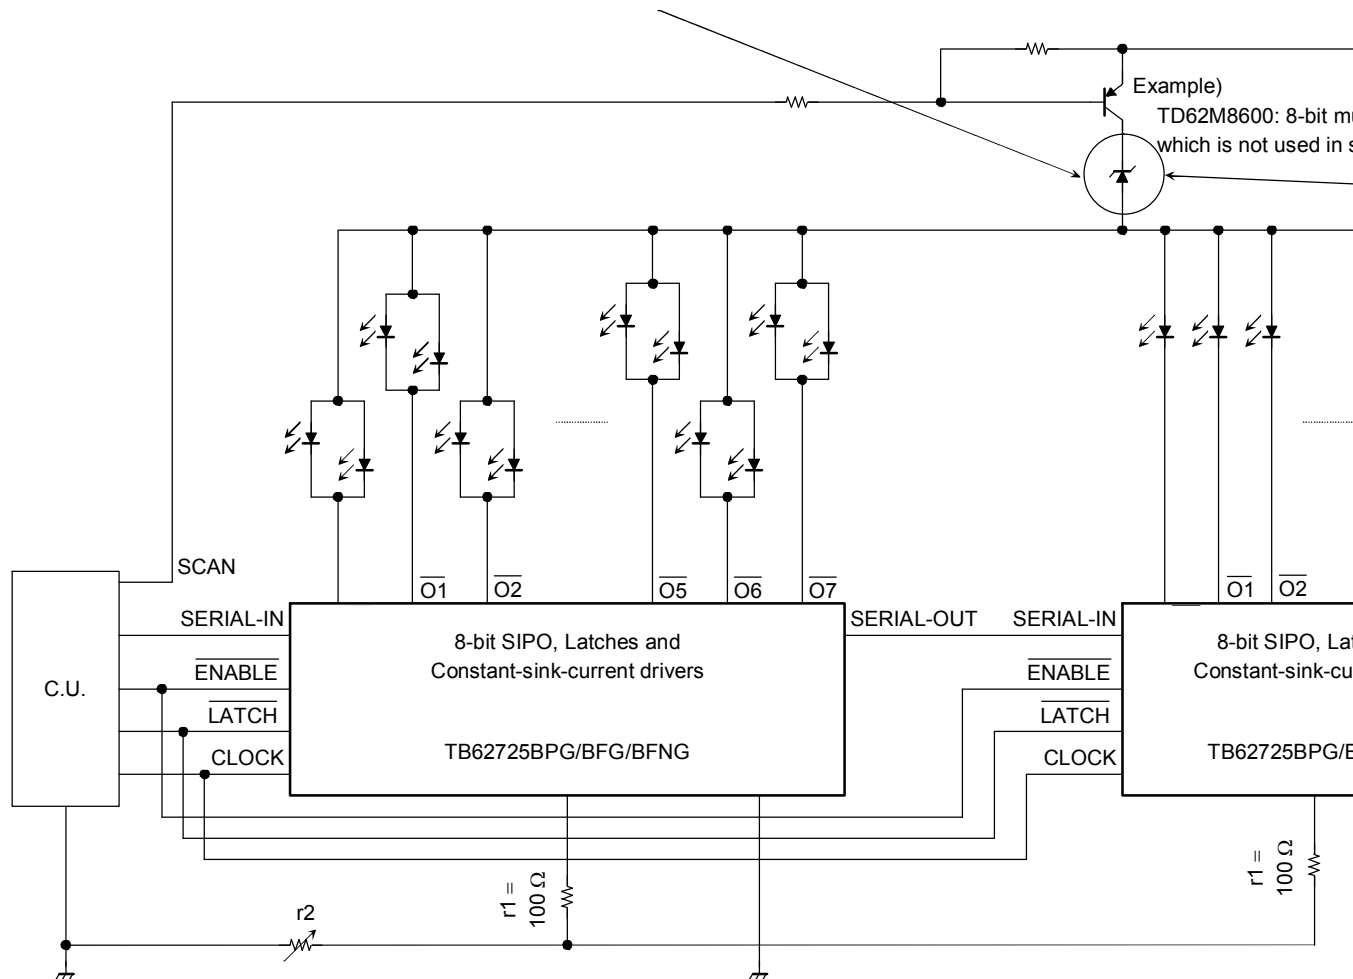 Example)
TD62M8600: 8-bit mu
which is not used in s
SCAN
O1 O2 O5 O6 O7 O1 O2
SERIAL-IN SERIAL-OUT SERIAL-IN
8-bit SIPO, Latches and
Constant-sink-current drivers
8-bit SIPO, Lat
Constant-sink-cu
ENABLE ENABLE
C.U.
LATCH LATCH
CLOCK CLOCK
TB62725BPG/BFG/BFNG
TB62725BPG/B
r1 =
100 Ω
r1 =
100 Ω
r2